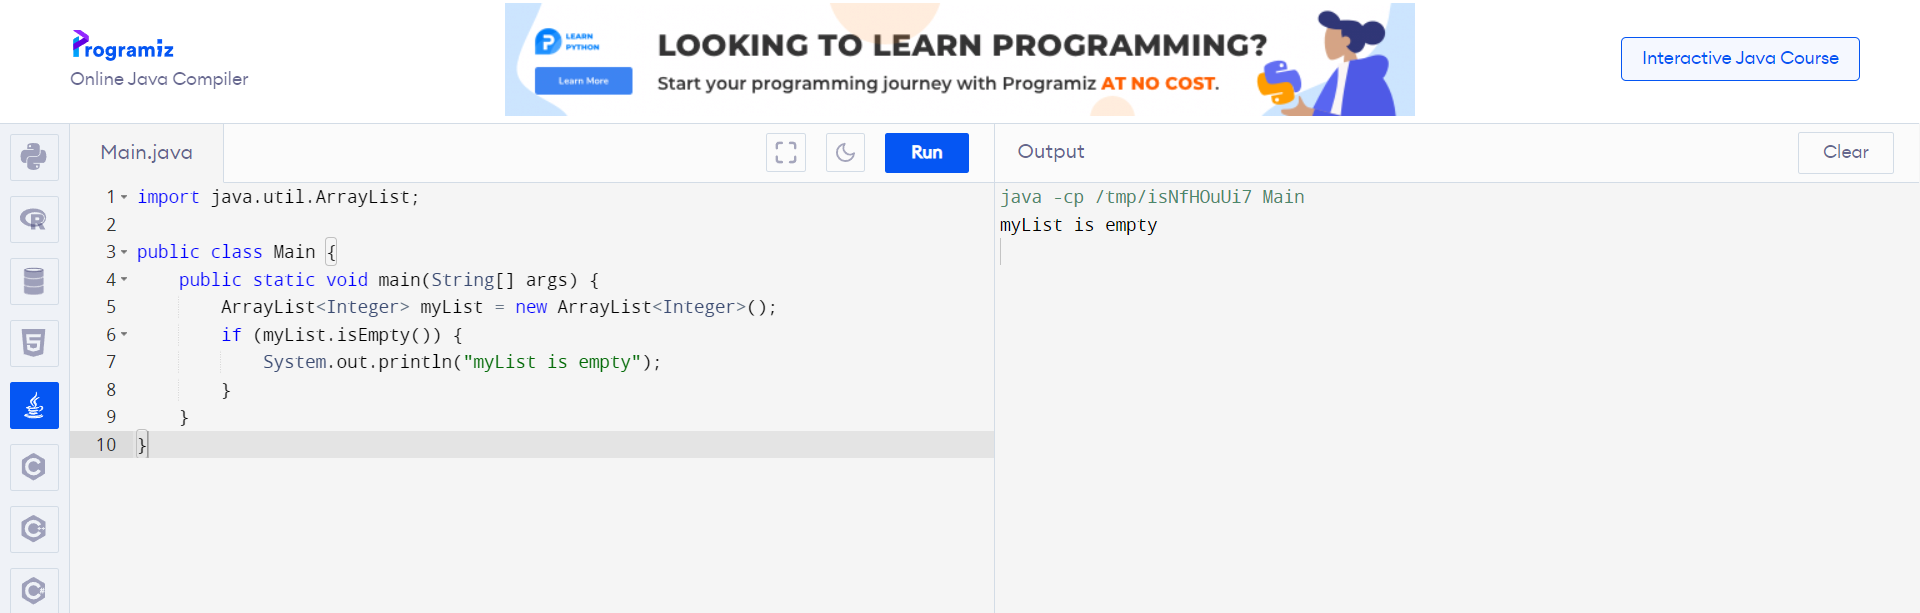 Programiz
Online Java Compiler
LEARN
PYTHON
Learn More
LOOKING TO LEARN PROGRAMMING?
Start your programming journey with Programiz AT NO COST.
Interactive Java Course
Main.java
Run
Output
Clear
1 import java.util.ArrayList;
2
3 public class Main {
4     public static void main(String[] args) {
5         ArrayList<Integer> myList = new ArrayList<Integer>();
6         if (myList.isEmpty()) {
7             System.out.println("myList is empty");
8         }
9     }
10 }
java -cp /tmp/isNfHOuUi7 Main
myList is empty